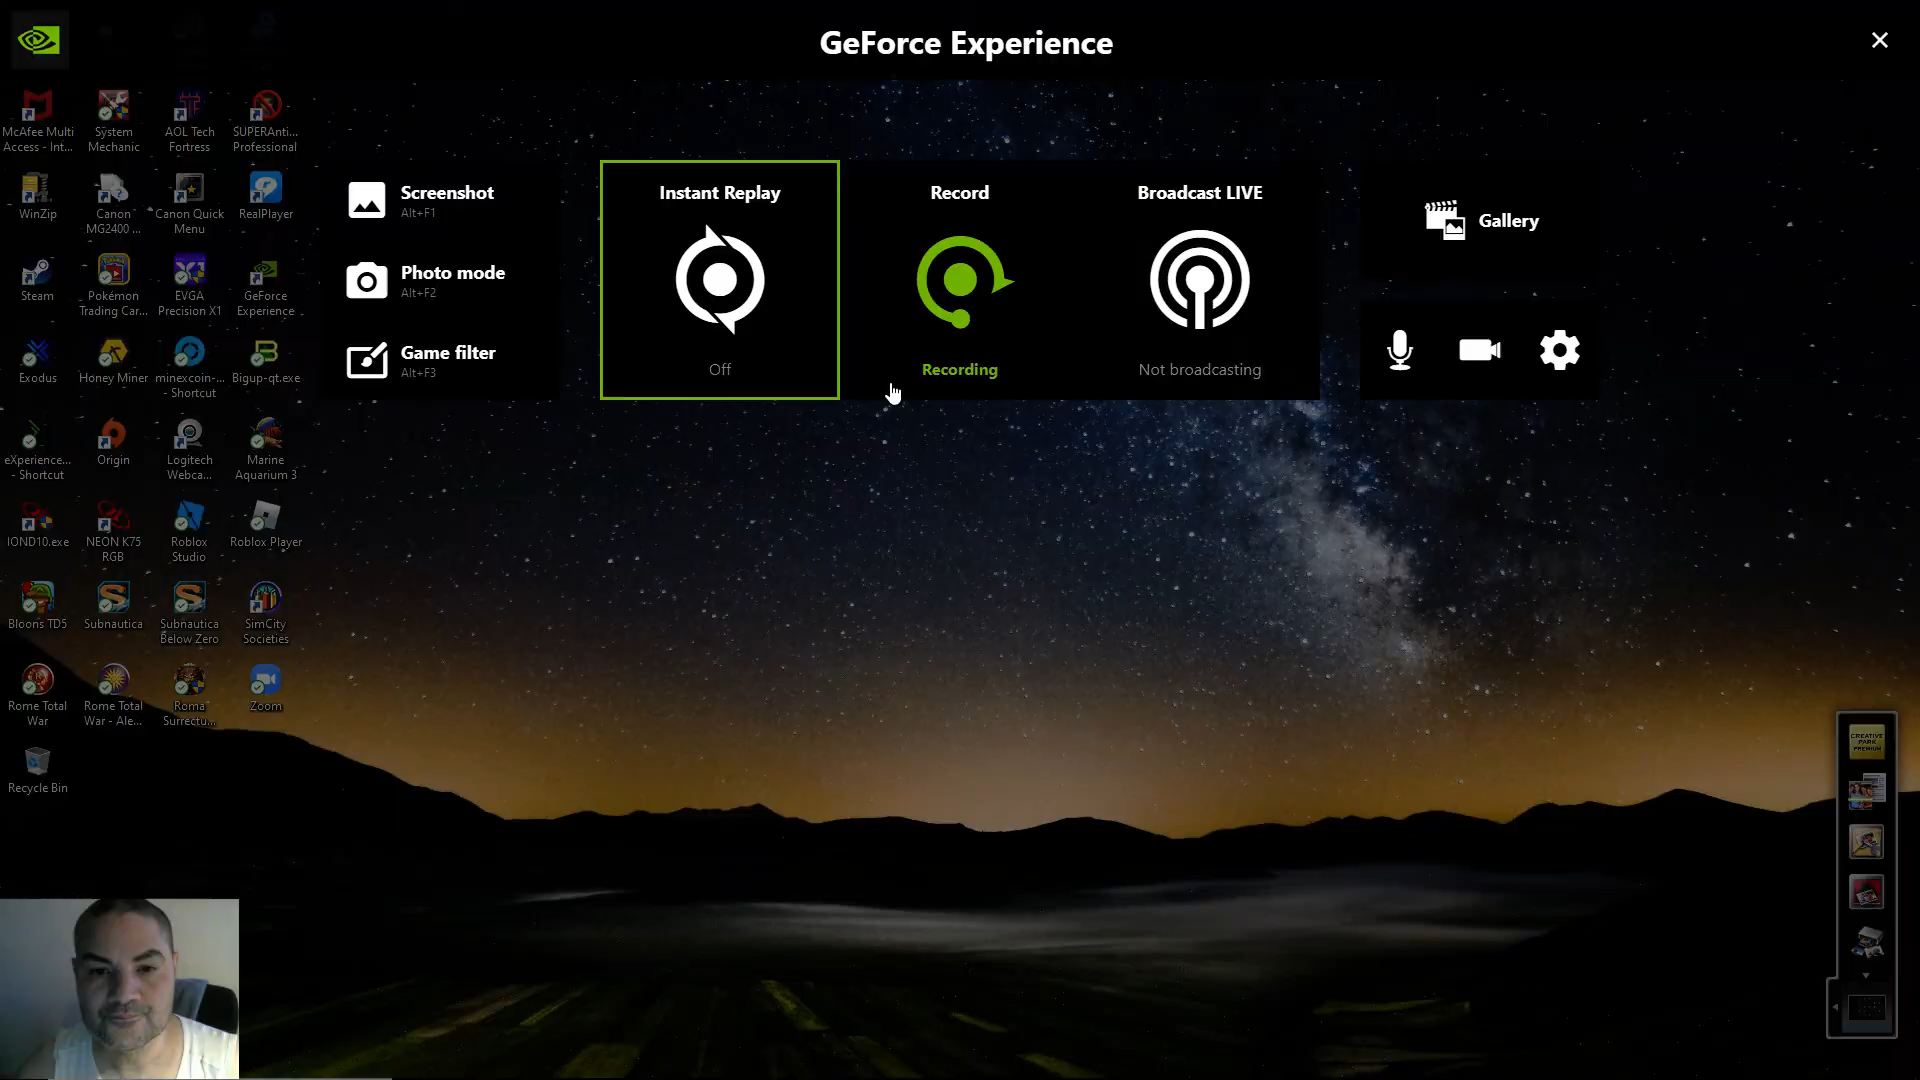 GeForce Experience
McAfee Multi
Access - Int...
System
Mechanic
AOL Tech
Fortress
SUPERAnti...
Professional
WinZip
Canon
MG2400 ...
Canon Quick
Menu
RealPlayer
Steam
Pokémon
Trading Car...
EVGA
Precision X1
GeForce
Experience
Exodus
Honey Miner
minexcoin-...
- Shortcut
Bigup-qt.exe
eXperience...
- Shortcut
Origin
Logitech
Webca...
Marine
Aquarium 3
IOND10.exe
NEON K75
RGB
Roblox
Studio
Roblox Player
Bloons TD5
Subnautica
Subnautica
Below Zero
SimCity
Societies
Rome Total
War
Rome Total
War - Ale...
Roma
Surrectu...
Zoom
Recycle Bin
Screenshot
Alt+F1
Photo mode
Alt+F2
Game filter
Alt+F3
Instant Replay
Off
Record
Recording
Broadcast LIVE
Not broadcasting
Gallery
CREATIVE
PARK
PREMIUM